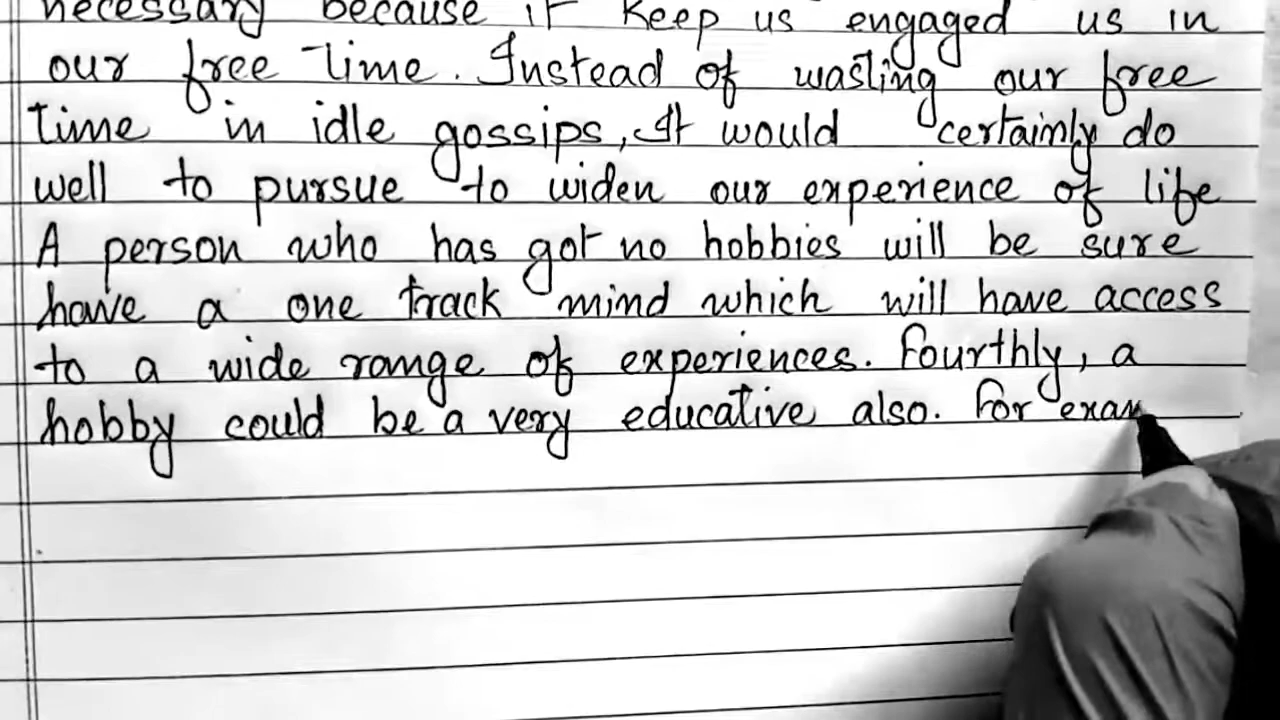 necessary because it keep us engaged us in
our free time. Instead of wasting our free
time in idle gossips, It would certainly do
well to pursue to widen our experience of life
A person who has got no hobbies will be sure
have a one track mind which will have access
to a wide range of experiences. Fourthly, a
hobby could be a very educative also. For exam